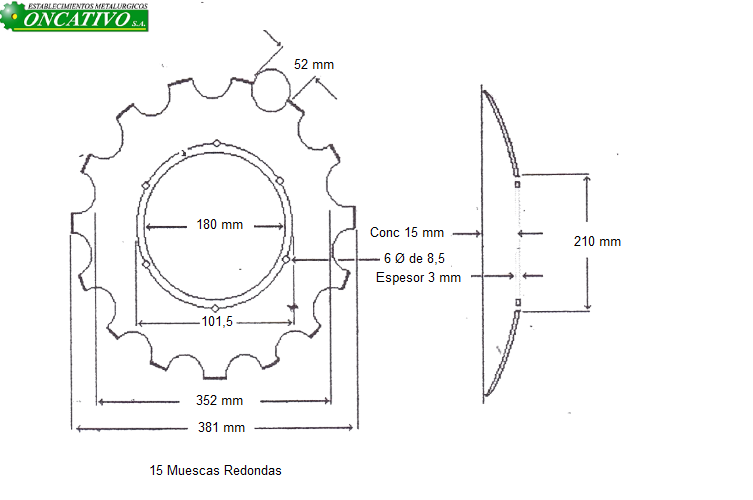 ESTABLECIMIENTOS METALURGICOS
ONCATIVO S.A.
52 mm
180 mm
Conc 15 mm
210 mm
6 Ø de 8,5
Espesor 3 mm
101,5
352 mm
381 mm
15 Muescas Redondas